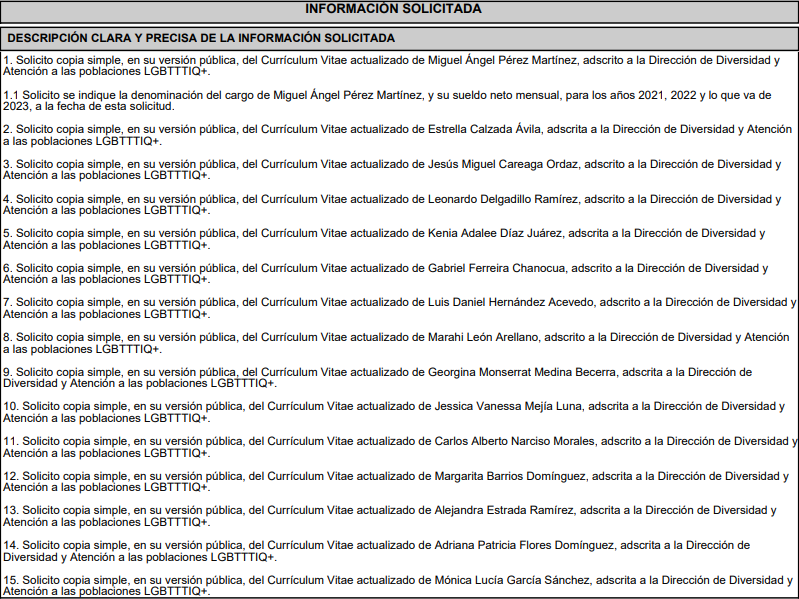 INFORMACIÓN SOLICITADA
DESCRIPCIÓN CLARA Y PRECISA DE LA INFORMACIÓN SOLICITADA
1. Solicito copia simple, en su versión pública, del Currículum Vitae actualizado de Miguel Ángel Pérez Martínez, adscrito a la Dirección de Diversidad y
Atención a las poblaciones LGBTTTIQ+.
1.1 Solicito se indique la denominación del cargo de Miguel Ángel Pérez Martínez, y su sueldo neto mensual, para los años 2021, 2022 y lo que va de
2023, a la fecha de esta solicitud.
2. Solicito copia simple, en su versión pública, del Currículum Vitae actualizado de Estrella Calzada Ávila, adscrita a la Dirección de Diversidad y Atención
a las poblaciones LGBTTTIQ+.
3. Solicito copia simple, en su versión pública, del Currículum Vitae actualizado de Jesús Miguel Careaga Ordaz, adscrito a la Dirección de Diversidad y
Atención a las poblaciones LGBTTTIQ+.
4. Solicito copia simple, en su versión pública, del Currículum Vitae actualizado de Leonardo Delgadillo Ramírez, adscrito a la Dirección de Diversidad y
Atención a las poblaciones LGBTTTIQ+.
5. Solicito copia simple, en su versión pública, del Currículum Vitae actualizado de Kenia Adalee Díaz Juárez, adscrita a la Dirección de Diversidad y
Atención a las poblaciones LGBTTTIQ+.
6. Solicito copia simple, en su versión pública, del Currículum Vitae actualizado de Gabriel Ferreira Chanocua, adscrito a la Dirección de Diversidad y
Atención a las poblaciones LGBTTTIQ+.
7. Solicito copia simple, en su versión pública, del Currículum Vitae actualizado de Luis Daniel Hernández Acevedo, adscrito a la Dirección de Diversidad y
Atención a las poblaciones LGBTTTIQ+.
8. Solicito copia simple, en su versión pública, del Currículum Vitae actualizado de Marahi León Arellano, adscrito a la Dirección de Diversidad y Atención
a las poblaciones LGBTTTIQ+.
9. Solicito copia simple, en su versión pública, del Currículum Vitae actualizado de Georgina Monserrat Medina Becerra, adscrita a la Dirección de
Diversidad y Atención a las poblaciones LGBTTTIQ+.
10. Solicito copia simple, en su versión pública, del Currículum Vitae actualizado de Jessica Vanessa Mejía Luna, adscrita a la Dirección de Diversidad y
Atención a las poblaciones LGBTTTIQ+.
11. Solicito copia simple, en su versión pública, del Currículum Vitae actualizado de Carlos Alberto Narciso Morales, adscrito a la Dirección de Diversidad y
Atención a las poblaciones LGBTTTIQ+.
12. Solicito copia simple, en su versión pública, del Currículum Vitae actualizado de Margarita Barrios Domínguez, adscrita a la Dirección de Diversidad y
Atención a las poblaciones LGBTTTIQ+.
13. Solicito copia simple, en su versión pública, del Currículum Vitae actualizado de Alejandra Estrada Ramírez, adscrita a la Dirección de Diversidad y
Atención a las poblaciones LGBTTTIQ+.
14. Solicito copia simple, en su versión pública, del Currículum Vitae actualizado de Adriana Patricia Flores Domínguez, adscrita a la Dirección de
Diversidad y Atención a las poblaciones LGBTTTIQ+.
15. Solicito copia simple, en su versión pública, del Currículum Vitae actualizado de Mónica Lucía García Sánchez, adscrita a la Dirección de Diversidad y
Atención a las poblaciones LGBTTTIQ+.